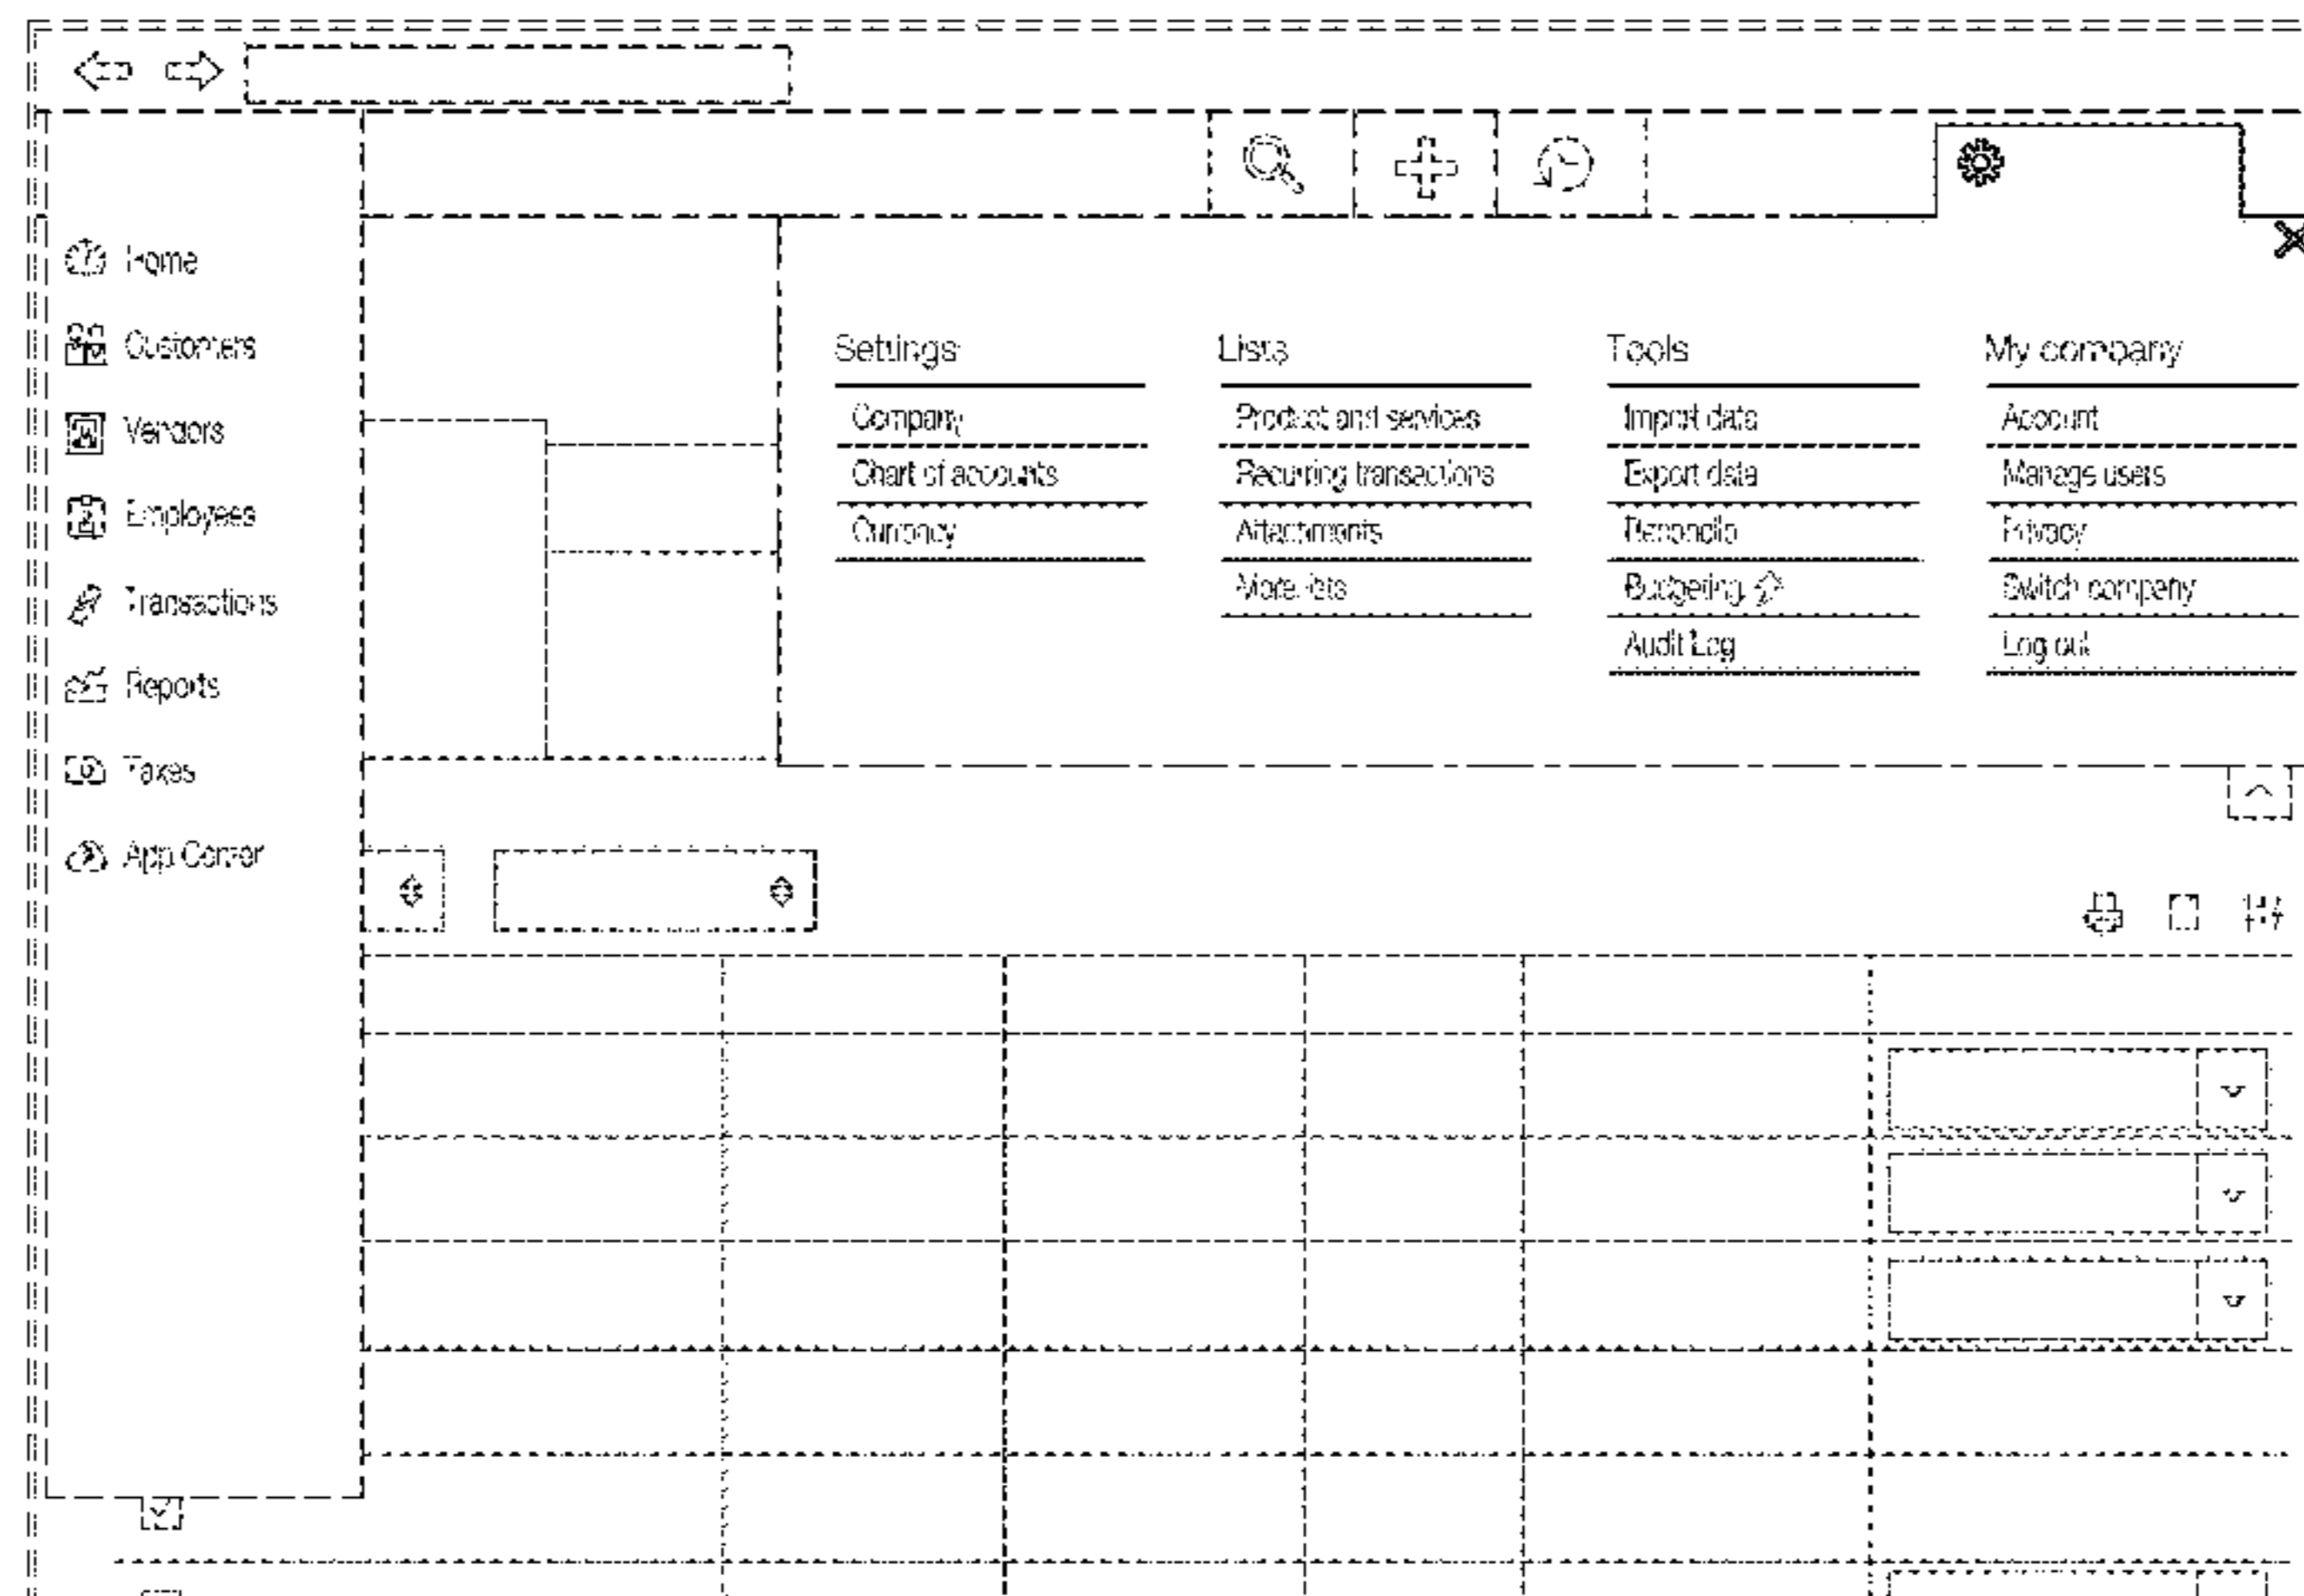 Home
Customers
Vendors
Employees
Transactions
Reports
Taxes
App Center
Settings
Company
Chart of accounts
Currency
Lists
Product and services
Recurring transactions
Attachments
More lists
Tools
Import data
Export data
Reconcile
Budgeting
Audit Log
My company
Account
Manage users
Privacy
Switch company
Log out